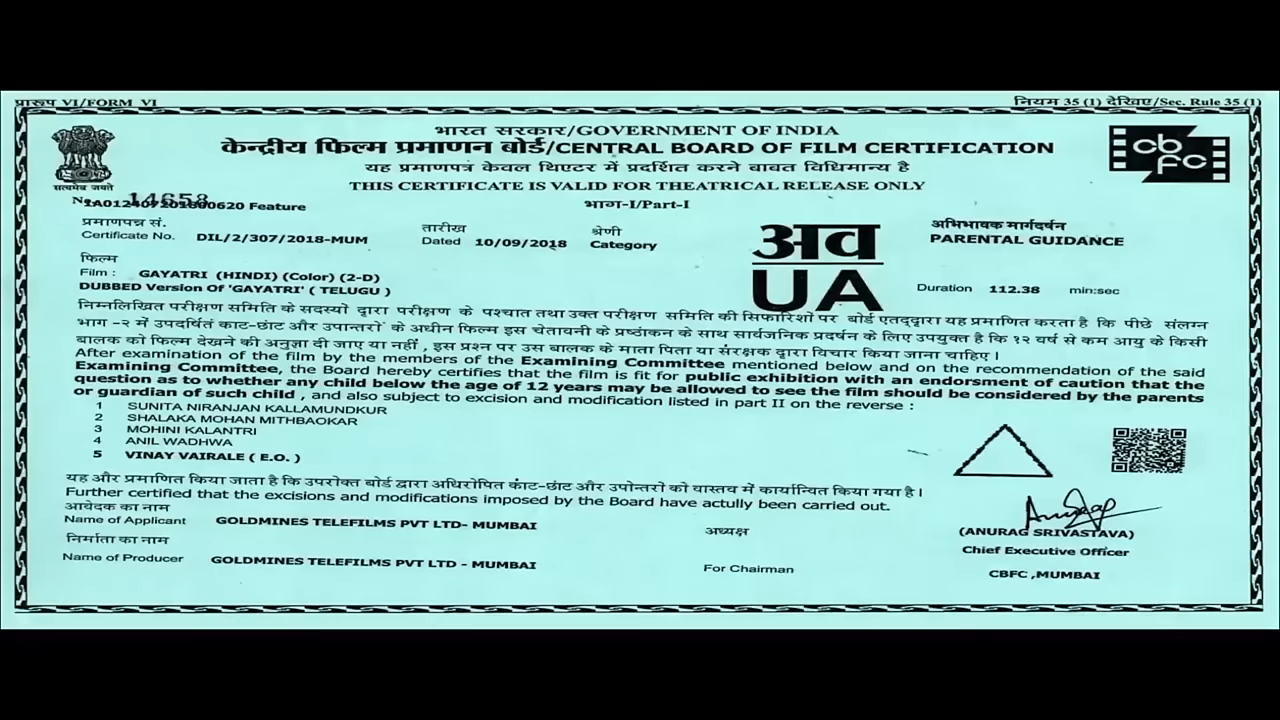 प्रारूप VI/FORM VI
नियम 35 (1) देखिए/Sec. Rule 35 (1)
भारत सरकार/GOVERNMENT OF INDIA
केन्द्रीय फिल्म प्रमाणन बोर्ड/CENTRAL BOARD OF FILM CERTIFICATION
cbfc
यह प्रमाणपत्र केवल थिएटर में प्रदर्शित करने बाबत विधिमान्य है
सत्यमेव जयते
THIS CERTIFICATE IS VALID FOR THEATRICAL RELEASE ONLY
No. 14658
1A012407201800620 Feature
भाग-I/Part-I
प्रमाणपत्र सं.
Certificate No. DIL/2/307/2018-MUM
तारीख
Dated 10/09/2018
श्रेणी
Category
अव
UA
अभिभावक मार्गदर्शन
PARENTAL GUIDANCE
फिल्म
Film : GAYATRI (HINDI) (Color) (2-D)
Duration 112.38 min:sec
DUBBED Version Of 'GAYATRI' ( TELUGU )
निम्नलिखित परीक्षण समिति के सदस्यों द्वारा परीक्षण के पश्चात तथा उक्त परीक्षण समिति की सिफारिशों पर बोर्ड एतद्द्वारा यह प्रमाणित करता है कि पीछे संलग्न
भाग -२ में उपदर्षित काट-छांट और उपान्तरों के अधीन फिल्म इस चेतावनी के प्रष्ठांकन के साथ सार्वजनिक प्रदर्शन के लिए उपयुक्त है कि १२ वर्ष से कम आयु के किसी
बालक को फिल्म देखने की अनुज्ञा दी जाए या नहीं , इस प्रश्न पर उस बालक के माता पिता या संरक्षक द्वारा विचार किया जाना चाहिए ।
After examination of the film by the members of the Examining Committee mentioned below and on the recommendation of the said
Examining Committee, the Board hereby certifies that the film is fit for public exhibition with an endorsment of caution that the
question as to whether any child below the age of 12 years may be allowed to see the film should be considered by the parents
or guardian of such child , and also subject to excision and modification listed in part II on the reverse :
1 SUNITA NIRANJAN KALLAMUNDKUR
2 SHALAKA MOHAN MITHBAOKAR
3 MOHINI KALANTRI
4 ANIL WADHWA
5 VINAY VAIRALE ( E.O. )
यह और प्रमाणित किया जाता है कि उपरोक्त बोर्ड द्वारा अधिरोपित काट-छांट और उपोन्तरों को वास्तव में कार्यान्वित किया गया है ।
Further certified that the excisions and modifications imposed by the Board have actully been carried out.
आवेदक का नाम
Name of Applicant GOLDMINES TELEFILMS PVT LTD- MUMBAI
अध्यक्ष
(ANURAG SRIVASTAVA)
निर्माता का नाम
Chief Executive Officer
Name of Producer GOLDMINES TELEFILMS PVT LTD - MUMBAI
For Chairman
CBFC ,MUMBAI